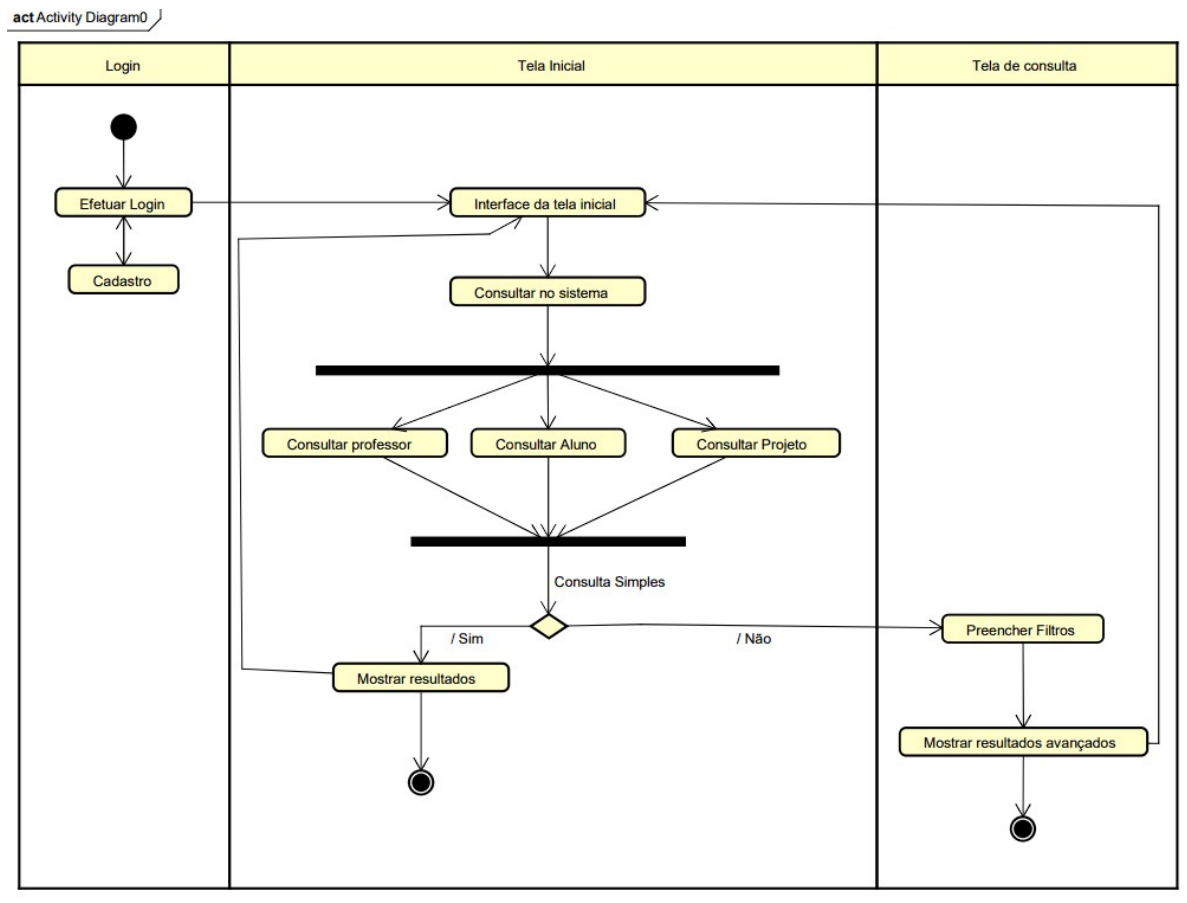 act Activity Diagram0
Login
Tela Inicial
Tela de consulta
Efetuar Login
Interface da tela inicial
Cadastro
Consultar no sistema
Consultar professor
Consultar Aluno
Consultar Projeto
Consulta Simples
/ Sim
/ Não
Preencher Filtros
Mostrar resultados
Mostrar resultados avançados